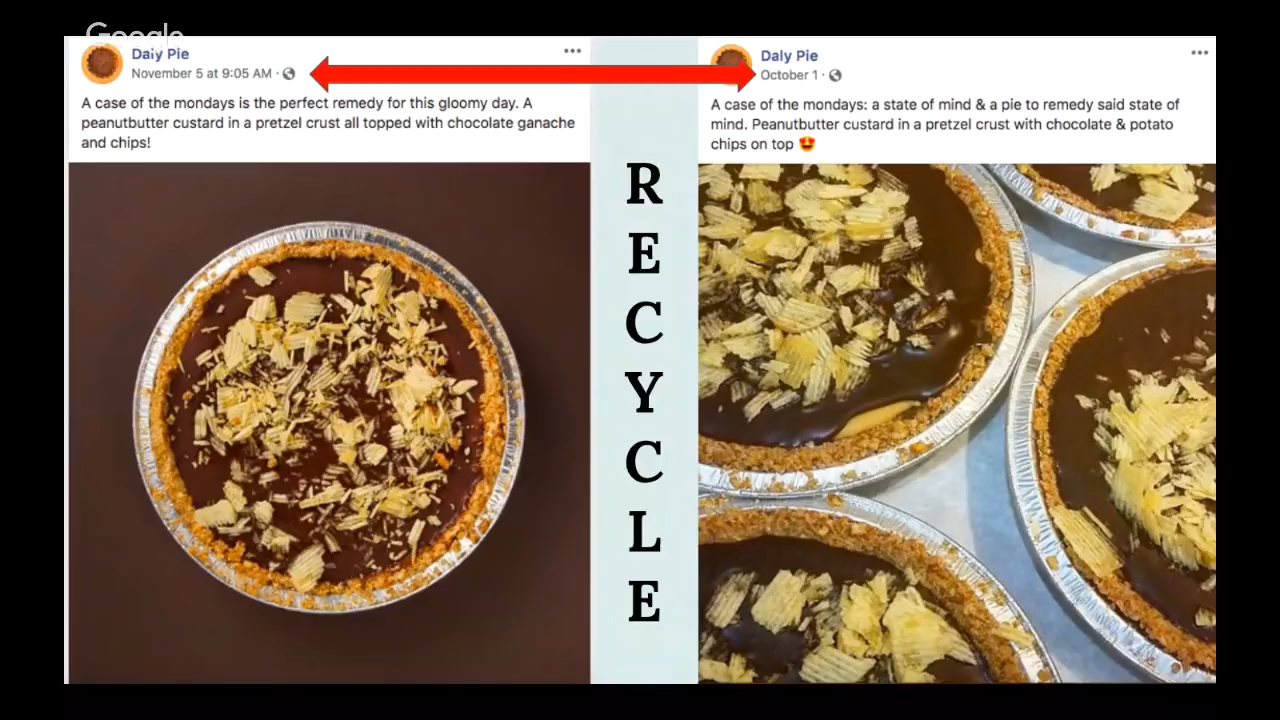 Google
Daly Pie
November 5 at 9:05 AM ·
A case of the mondays is the perfect remedy for this gloomy day. A
peanutbutter custard in a pretzel crust all topped with chocolate ganache
and chips!
RECYCLE
Daly Pie
October 1 ·
A case of the mondays: a state of mind & a pie to remedy said state of
mind. Peanutbutter custard in a pretzel crust with chocolate & potato
chips on top 🤩